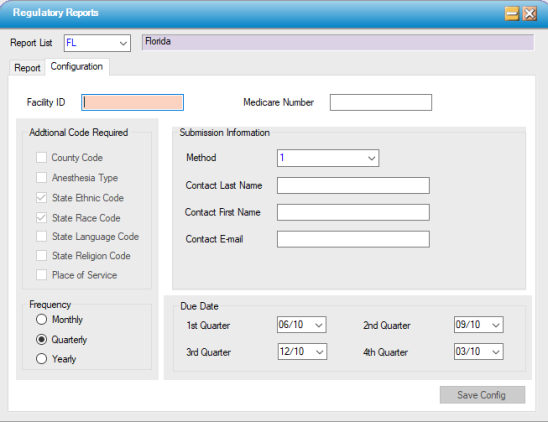 Regulatory Reports
Report List FL Florida
Report Configuration
Facility ID Medicare Number
Addtional Code Required
County Code
Anesthesia Type
State Ethnic Code
State Race Code
State Language Code
State Religion Code
Place of Service
Submission Information
Method 1
Contact Last Name
Contact First Name
Contact E-mail
Frequency
Monthly
Quarterly
Yearly
Due Date
1st Quarter 06/10 2nd Quarter 09/10
3rd Quarter 12/10 4th Quarter 03/10
Save Config